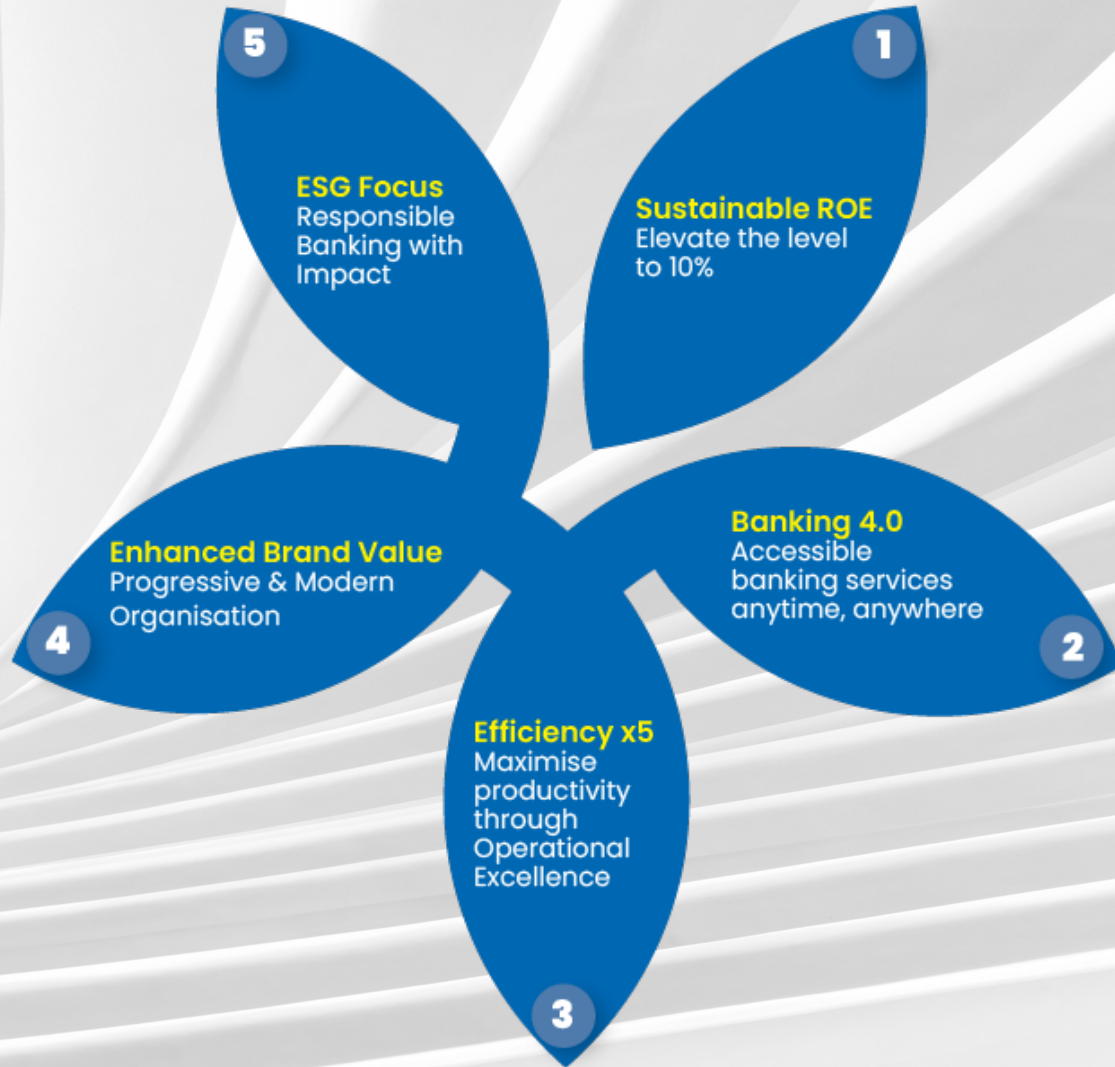 1
Sustainable ROE
Elevate the level
to 10%
2
Banking 4.0
Accessible
banking services
anytime, anywhere
3
Efficiency x5
Maximise
productivity
through
Operational
Excellence
4
Enhanced Brand Value
Progressive & Modern
Organisation
5
ESG Focus
Responsible
Banking with
Impact